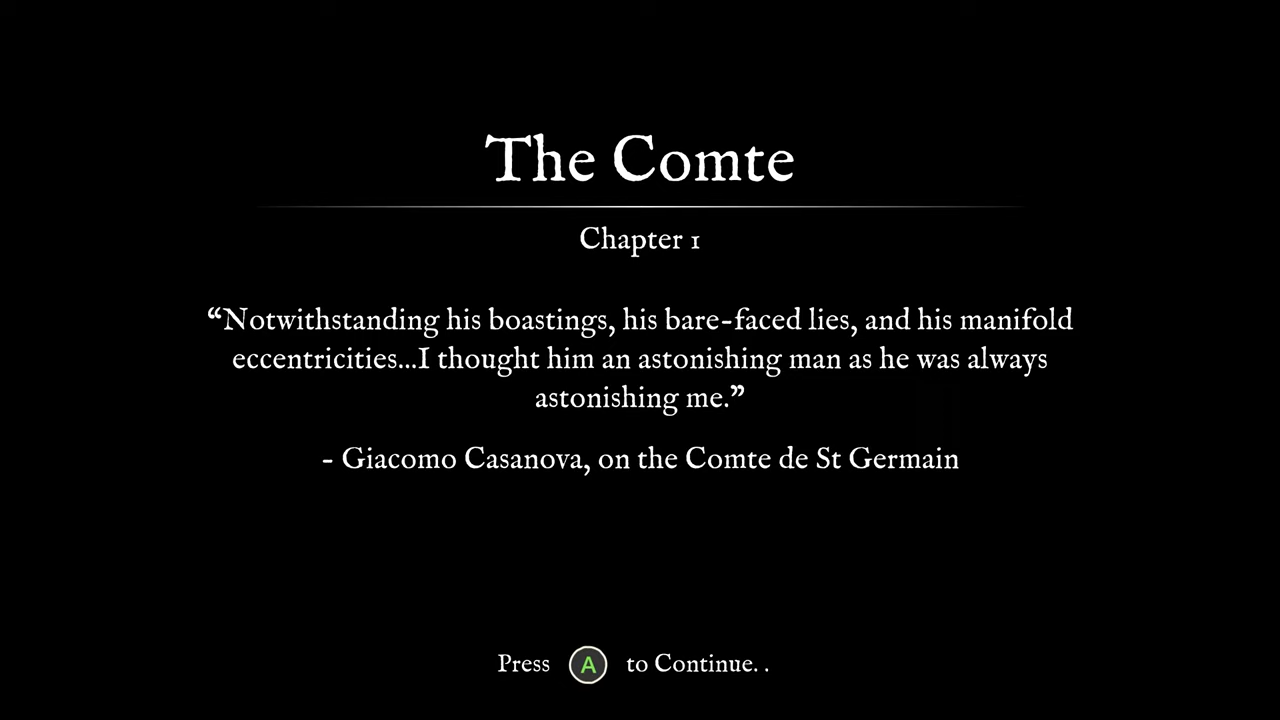 The Comte
Chapter 1
“Notwithstanding his boastings, his bare-faced lies, and his manifold
eccentricities...I thought him an astonishing man as he was always
astonishing me.”
- Giacomo Casanova, on the Comte de St Germain
Press A to Continue. .